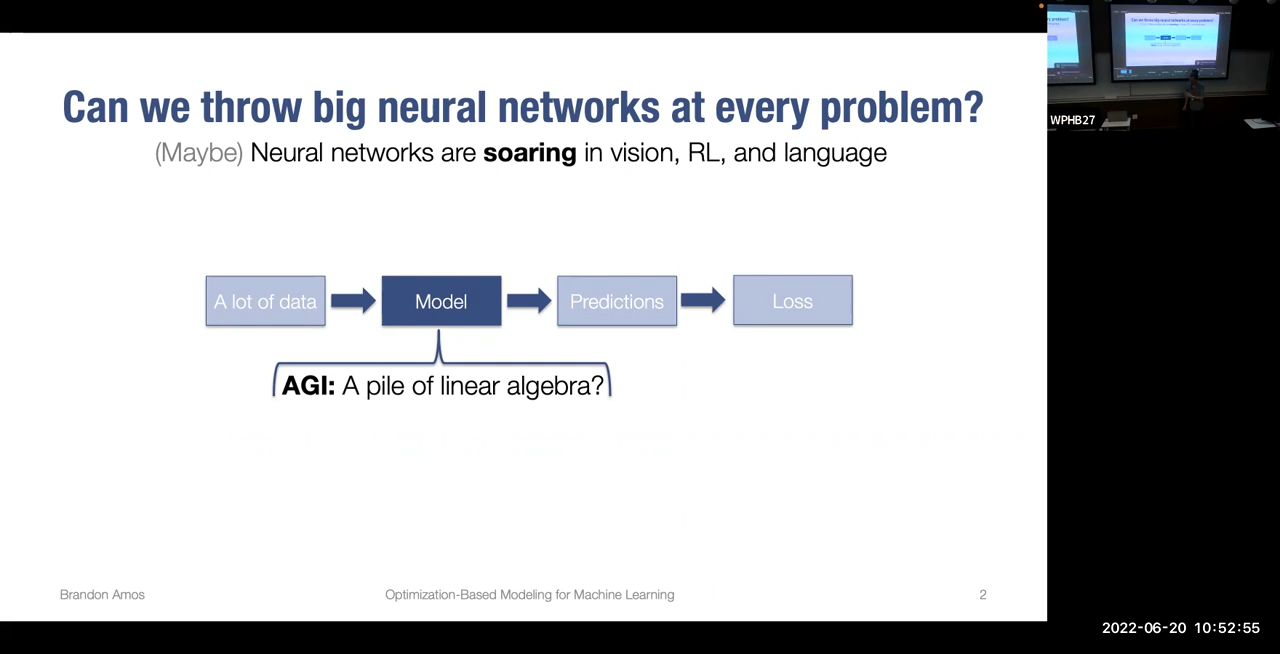 Can we throw big neural networks at every problem?
(Maybe) Neural networks are soaring in vision, RL, and language
A lot of data
Model
Predictions
Loss
AGI: A pile of linear algebra?
Brandon Amos
Optimization-Based Modeling for Machine Learning
2
WPHB27
2022-06-20 10:52:55